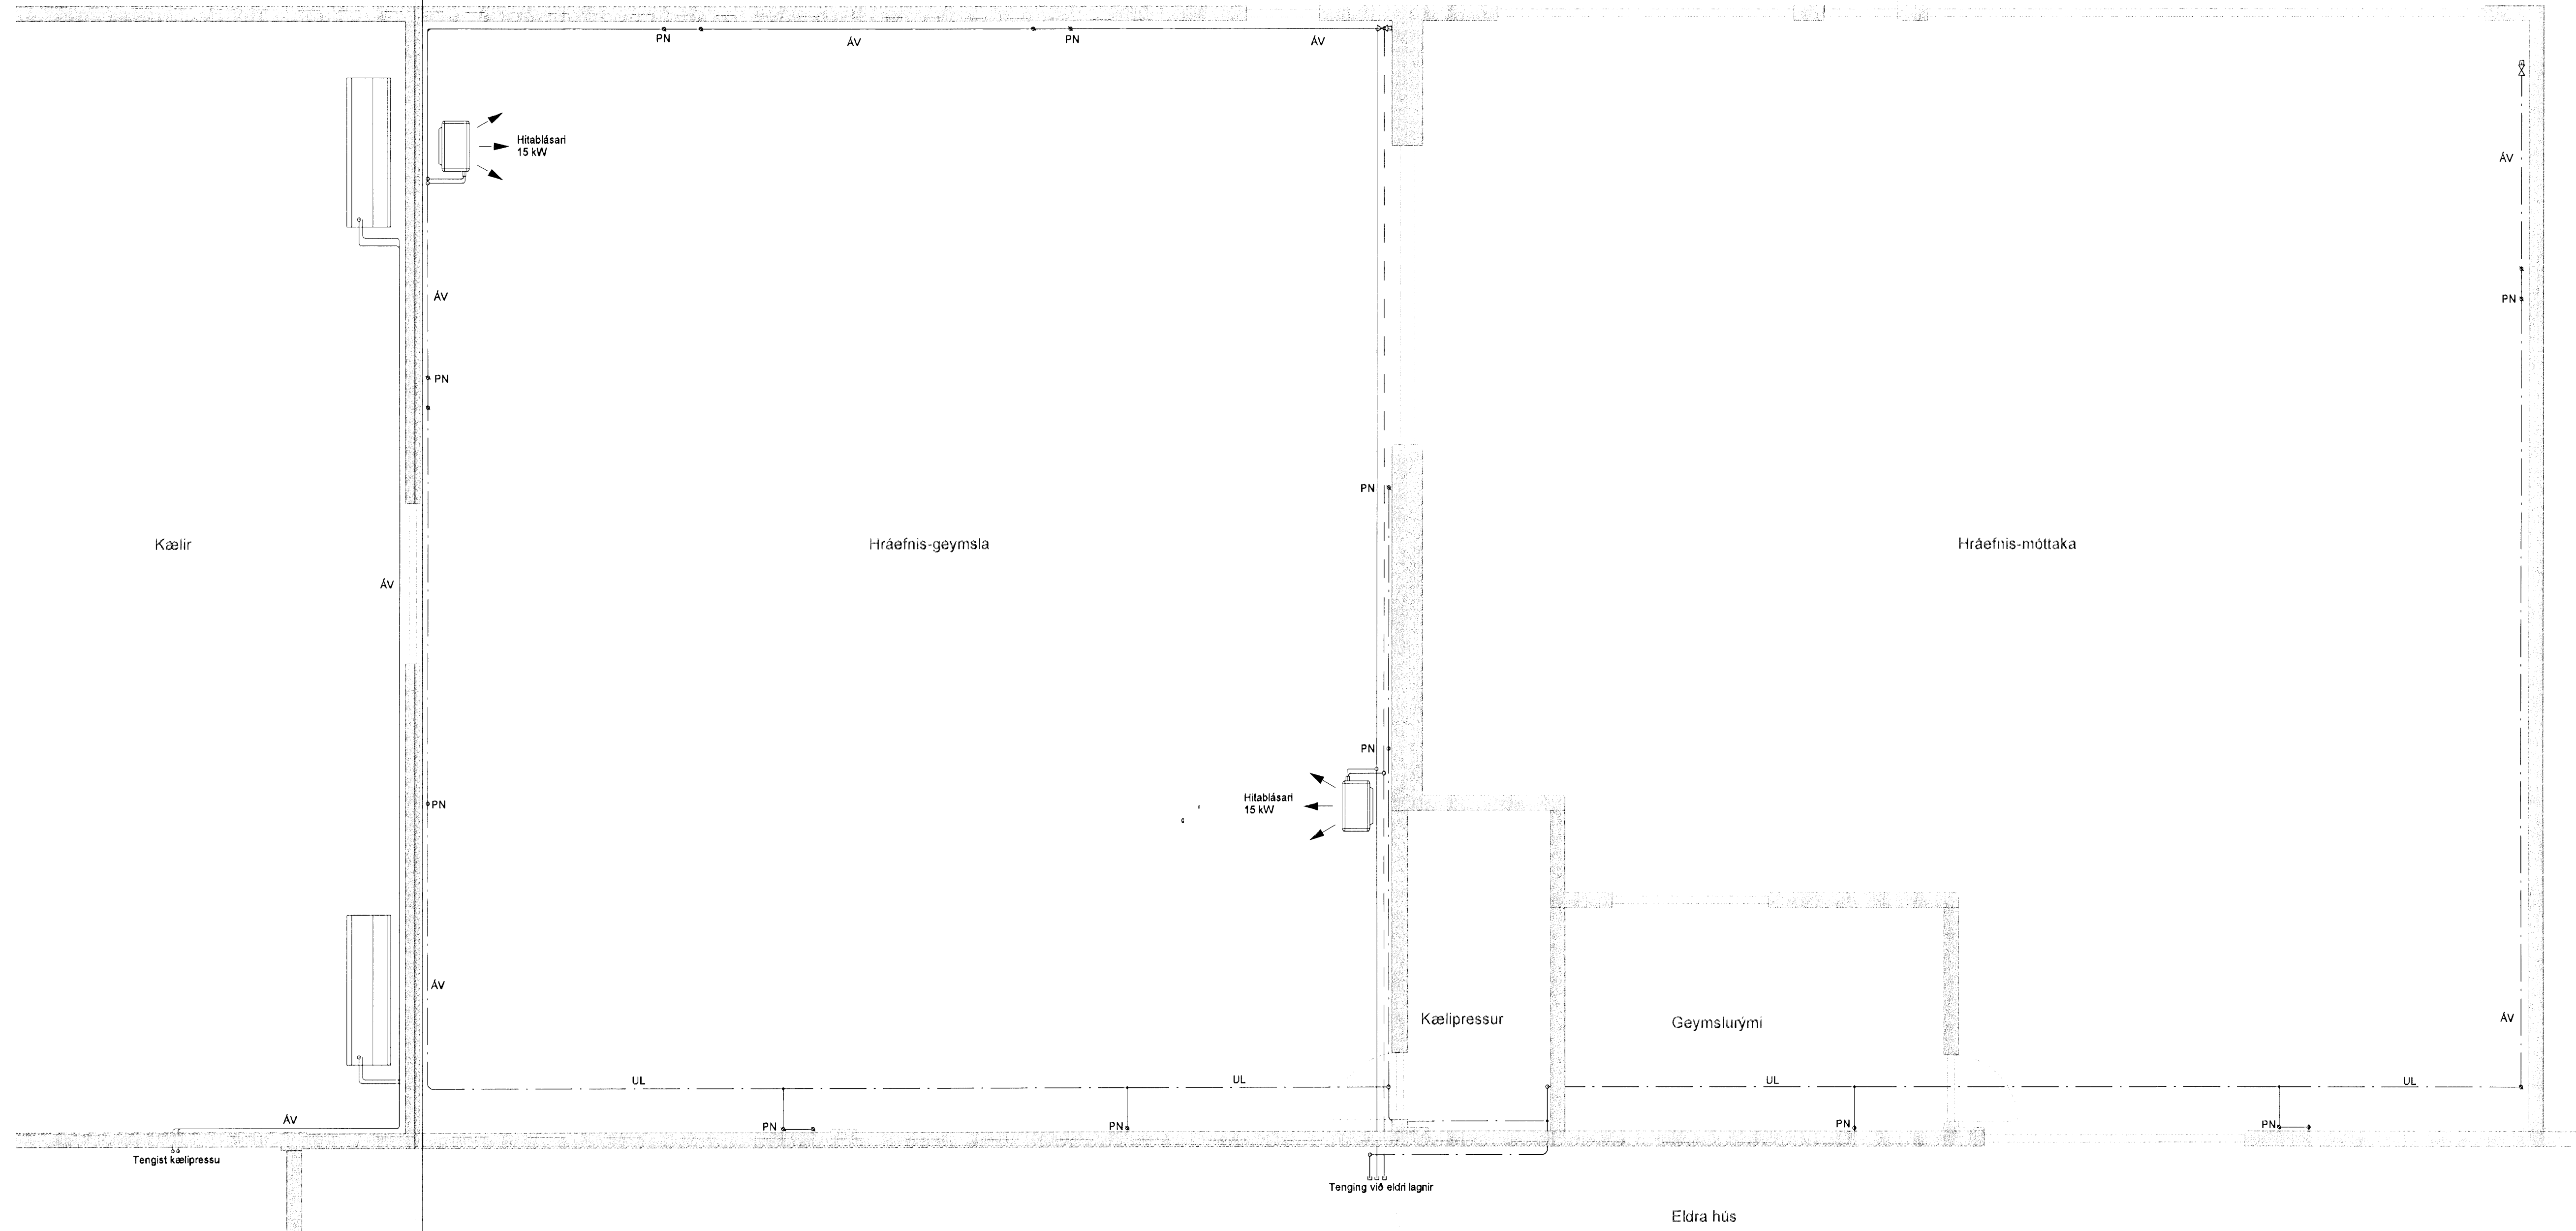 PN
ÁV
PN
ÁV
Hitablásari
15 kW
ÁV
PN
ÁV
PN
ÁV
PN
Kælir
Hráefnis-geymsla
Hráefnis-móttaka
ÁV
PN
Hitablásari
15 kW
PN
ÁV
Kælipressur
Geymslurými
ÁV
UL
UL
UL
UL
ÁV
PN
PN
PN
PN
Tengist kælipressu
Tenging við eldri lagnir
Eldra hús